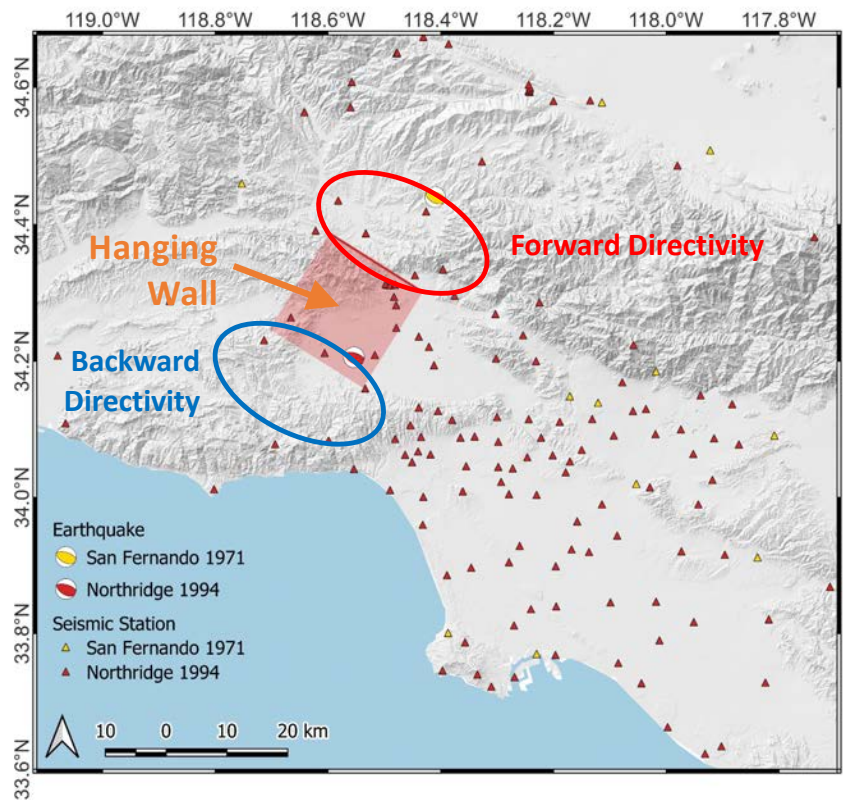 119.0°W 118.8°W 118.6°W 118.4°W 118.2°W 118.0°W 117.8°W
34.6°N
34.4°N
34.2°N
34.0°N
33.8°N
33.6°N
Forward Directivity
Hanging
Wall
Backward
Directivity
Earthquake
San Fernando 1971
Northridge 1994
Seismic Station
San Fernando 1971
Northridge 1994
10 0 10 20 km